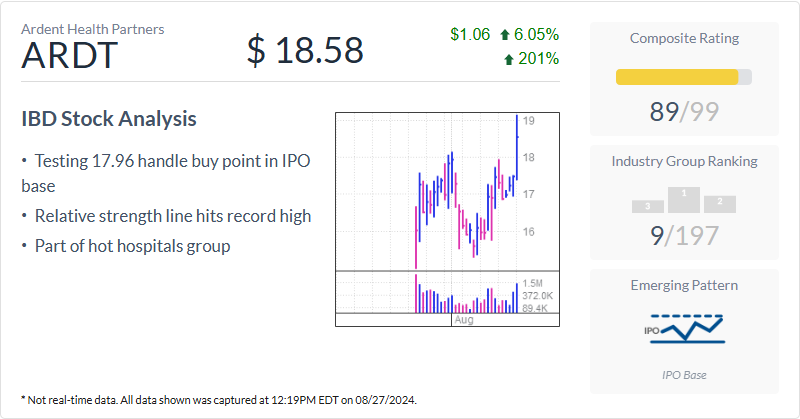 Ardent Health Partners
ARDT
$ 18.58
$1.06 6.05%
201%
IBD Stock Analysis
• Testing 17.96 handle buy point in IPO
base
• Relative strength line hits record high
• Part of hot hospitals group
19
18
17
16
1.5M
372.0K
89.4K
Aug
Composite Rating
89/99
Industry Group Ranking
3 1 2
9/197
Emerging Pattern
IPO
IPO Base
* Not real-time data. All data shown was captured at 12:19PM EDT on 08/27/2024.